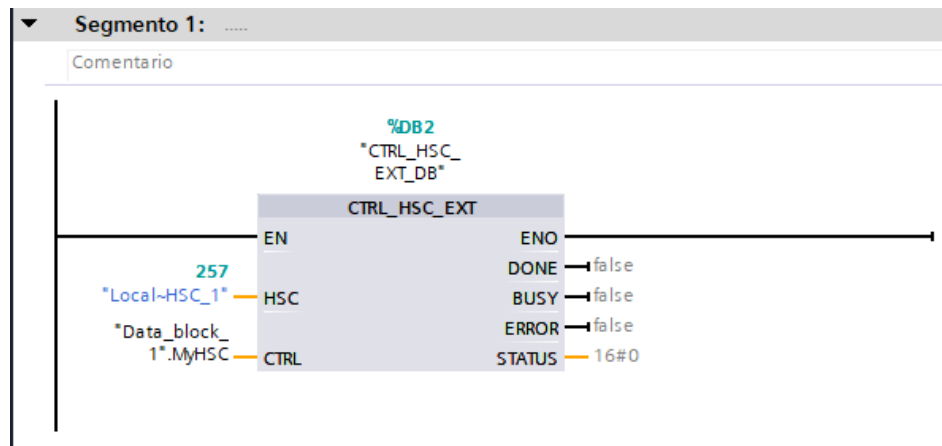 Segmento 1: .....
Comentario
%DB2
"CTRL_HSC_
EXT_DB"
CTRL_HSC_EXT
EN ENO
DONE false
257
"Local~HSC_1" HSC BUSY false
"Data_block_ ERROR false
1".MyHSC CTRL STATUS 16#0